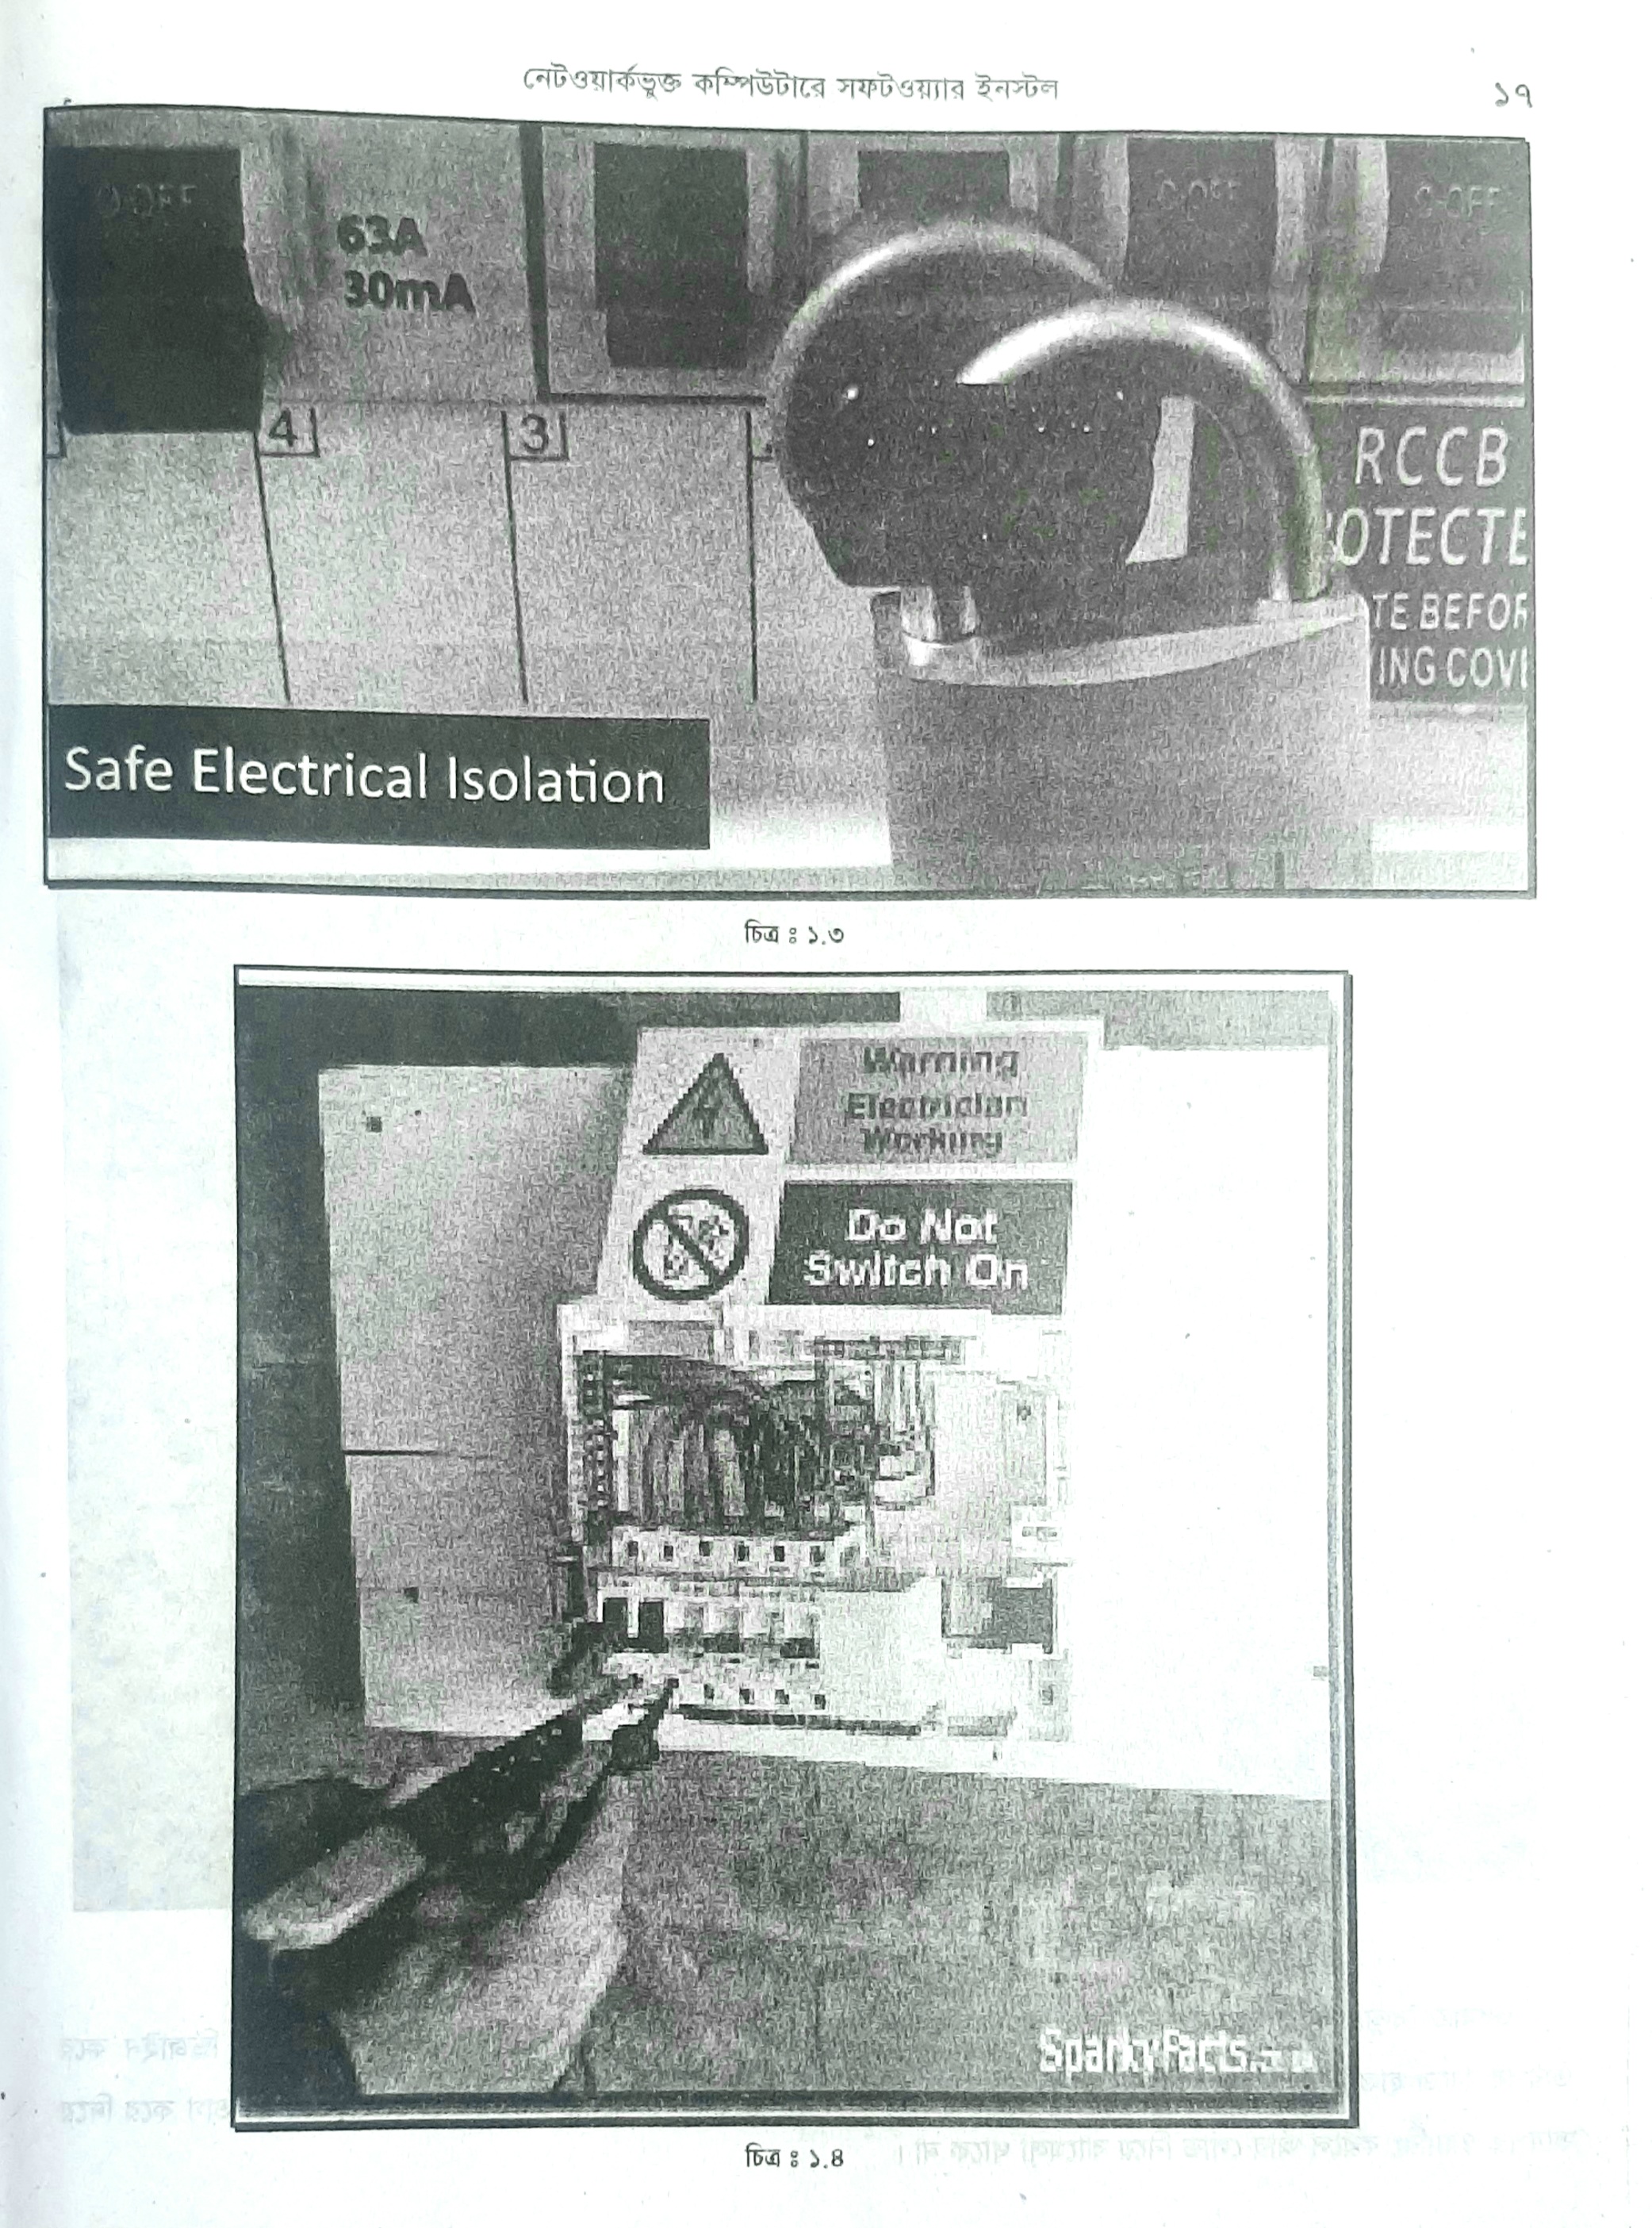 নেটওয়ার্কভুক্ত কম্পিউটারে সফটওয়্যার ইনস্টল
১৭
O-OFF
O-OFF
O-OFF
63A
30mA
4
3
RCCB
OTECTE
TE BEFOR
ING COVE
Safe Electrical Isolation
চিত্র ঃ ১.৩
Warning
Electrician
Working
Do Not
Switch On
SparkyFacts.co.uk
চিত্র ঃ ১.৪